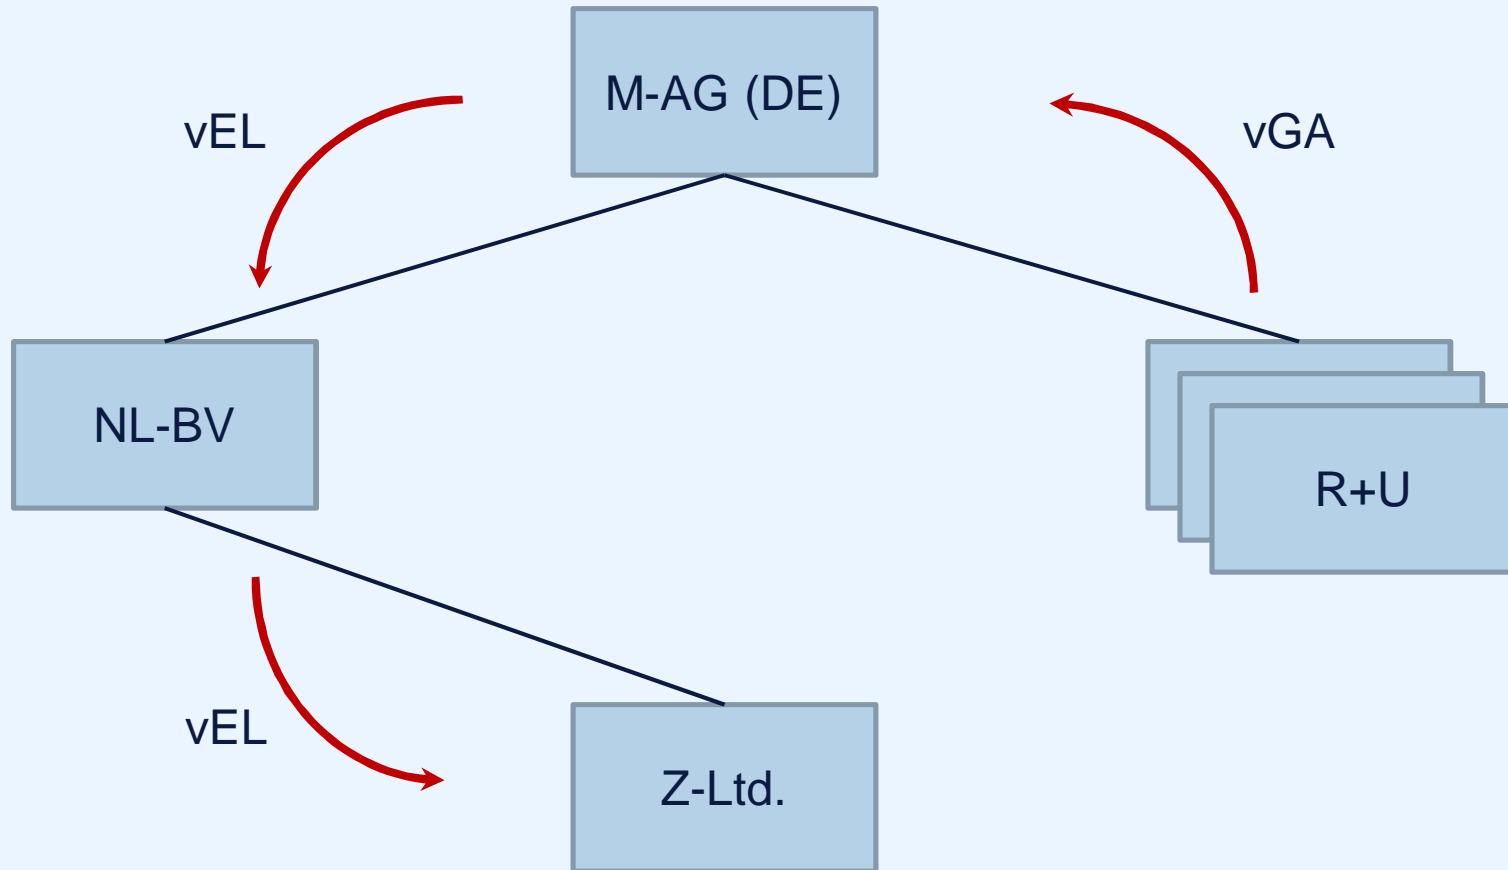 M-AG (DE)
vEL
vGA
NL-BV
R+U
vEL
Z-Ltd.